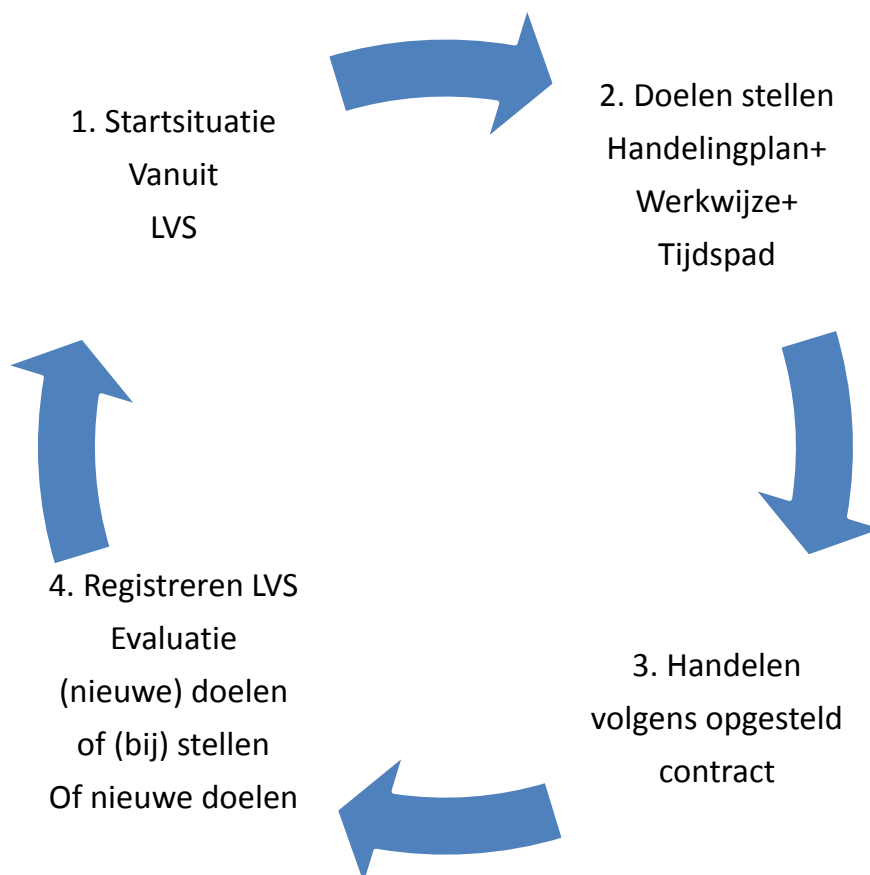 1. Startsituatie
Vanuit
LVS
2. Doelen stellen
Handelingplan+
Werkwijze+
Tijdspad
3. Handelen
volgens opgesteld
contract
4. Registreren LVS
Evaluatie
(nieuwe) doelen
of (bij) stellen
Of nieuwe doelen